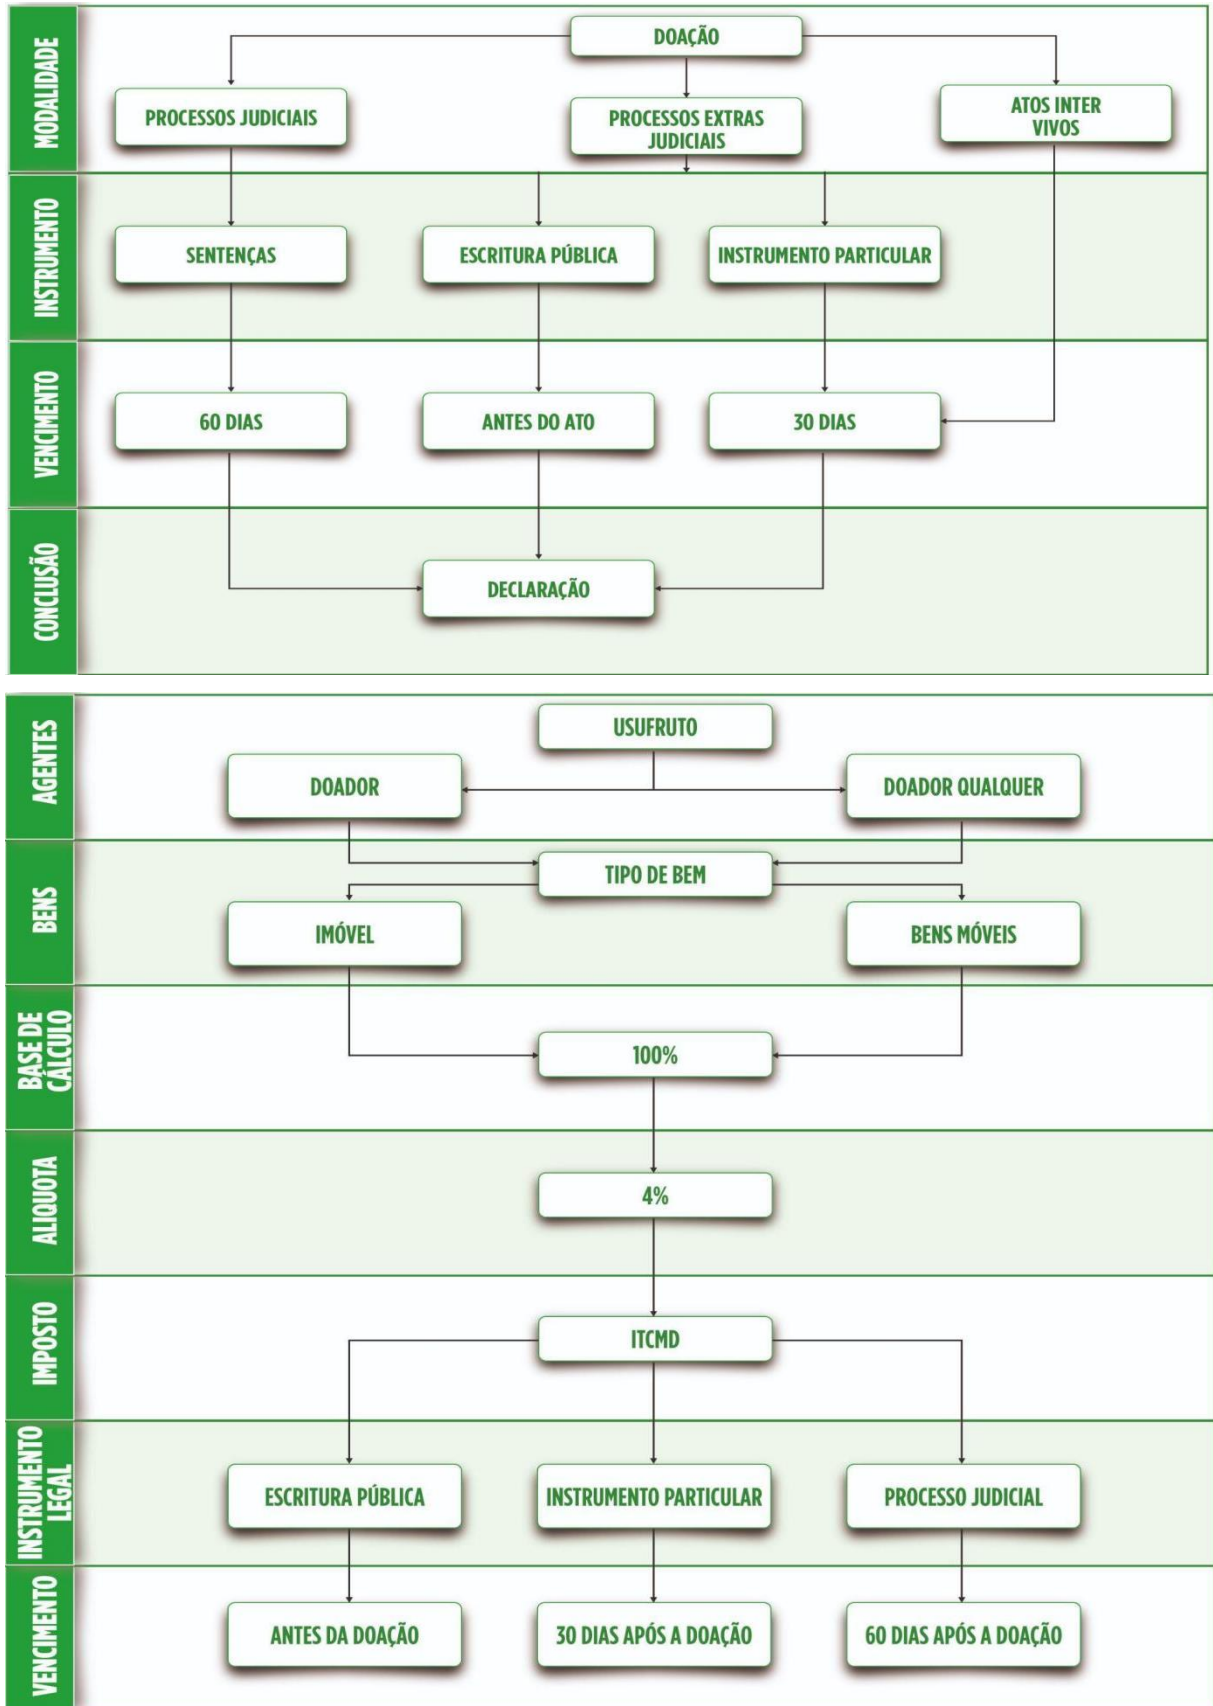 MODALIDADE
DOAÇÃO
PROCESSOS JUDICIAIS
PROCESSOS EXTRAS
JUDICIAIS
ATOS INTER
VIVOS
INSTRUMENTO
SENTENÇAS
ESCRITURA PÚBLICA
INSTRUMENTO PARTICULAR
VENCIMENTO
60 DIAS
ANTES DO ATO
30 DIAS
CONCLUSÃO
DECLARAÇÃO
AGENTES
USUFRUTO
DOADOR
DOADOR QUALQUER
BENS
TIPO DE BEM
IMÓVEL
BENS MÓVEIS
BASE DE
CÁLCULO
100%
ALIQUOTA
4%
IMPOSTO
ITCMD
INSTRUMENTO
LEGAL
ESCRITURA PÚBLICA
INSTRUMENTO PARTICULAR
PROCESSO JUDICIAL
VENCIMENTO
ANTES DA DOAÇÃO
30 DIAS APÓS A DOAÇÃO
60 DIAS APÓS A DOAÇÃO